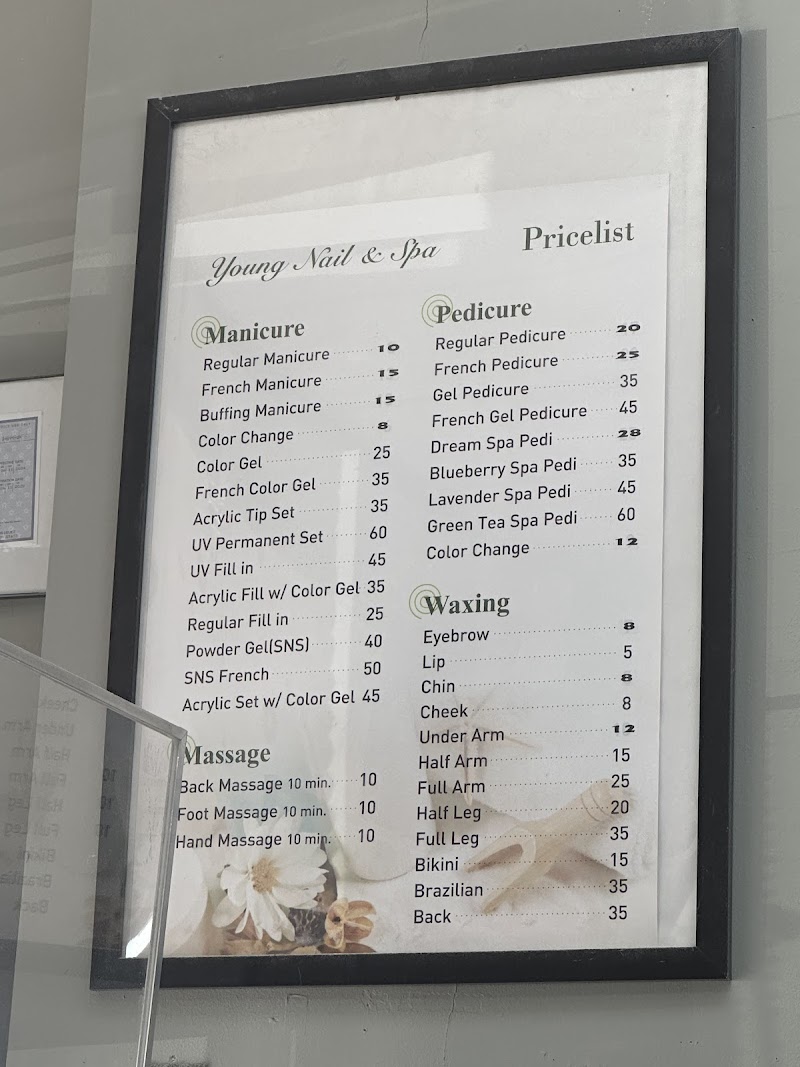 Young Nail & Spa
Pricelist
Manicure
Regular Manicure 10
French Manicure 15
Buffing Manicure 15
Color Change 8
Color Gel 25
French Color Gel 35
Acrylic Tip Set 35
UV Permanent Set 60
UV Fill in 45
Acrylic Fill w/ Color Gel 35
Regular Fill in 25
Powder Gel(SNS) 40
SNS French 50
Acrylic Set w/ Color Gel 45
Massage
Back Massage 10 min. 10
Foot Massage 10 min. 10
Hand Massage 10 min. 10
Pedicure
Regular Pedicure 20
French Pedicure 25
Gel Pedicure 35
French Gel Pedicure 45
Dream Spa Pedi 28
Blueberry Spa Pedi 35
Lavender Spa Pedi 45
Green Tea Spa Pedi 60
Color Change 12
Waxing
Eyebrow 8
Lip 5
Chin 8
Cheek 8
Under Arm 12
Half Arm 15
Full Arm 25
Half Leg 20
Full Leg 35
Bikini 15
Brazilian 35
Back 35